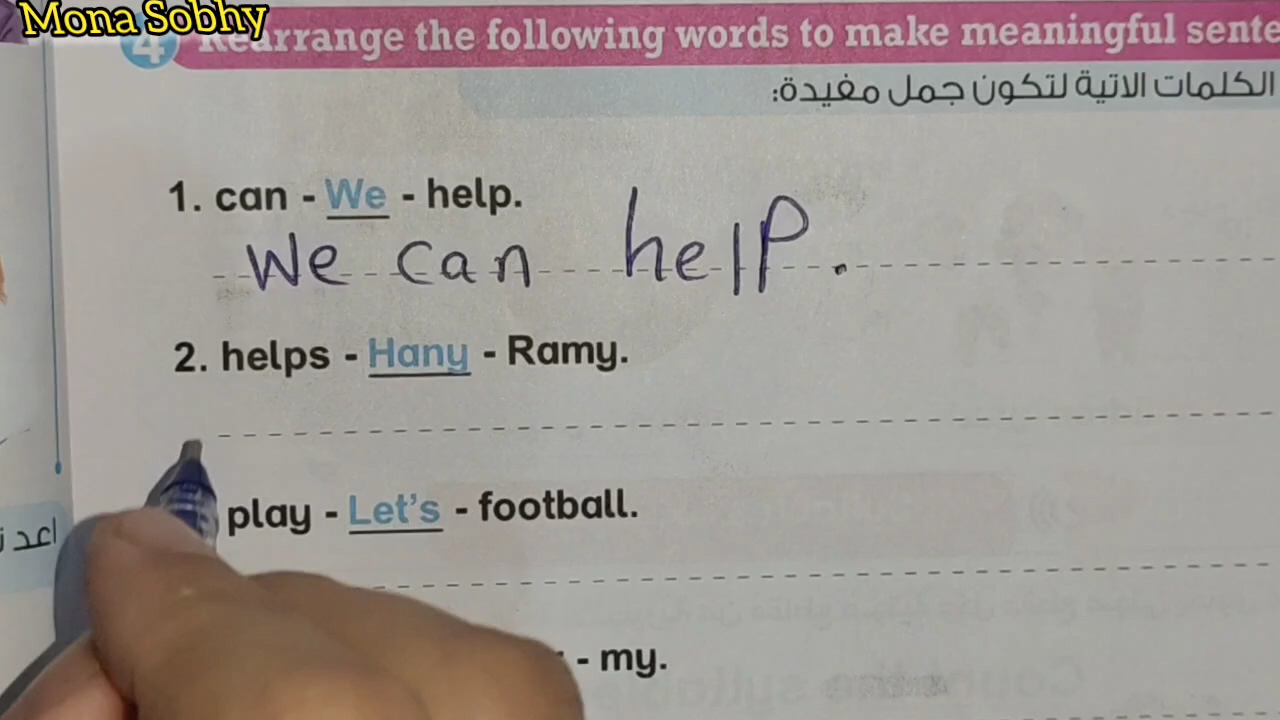 Mona Sobhy
4 Rearrange the following words to make meaningful sente
الكلمات الاتية لتكون جمل مفيدة:
1. can - We - help.
We can help.
2. helps - Hany - Ramy.
play - Let's - football.
اعد
- my.